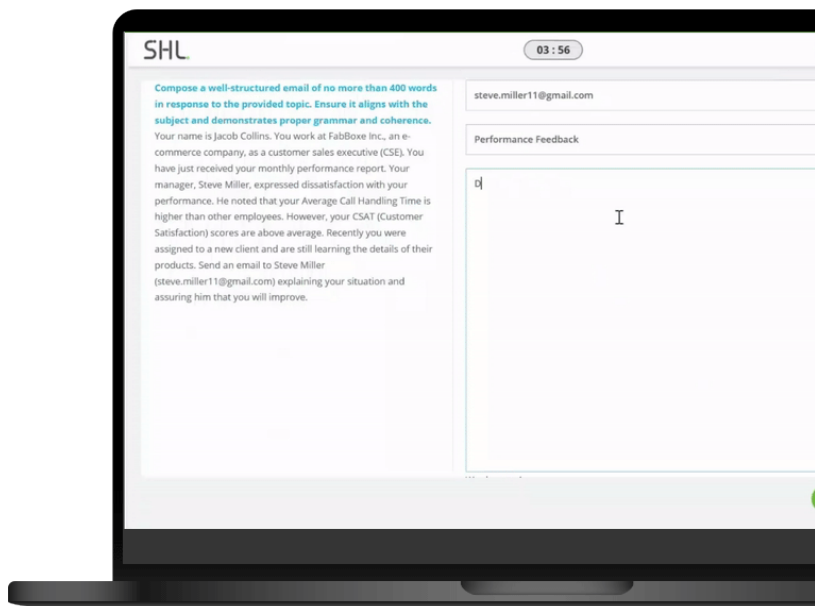 SHL.
03 : 56
Compose a well-structured email of no more than 400 words
in response to the provided topic. Ensure it aligns with the
subject and demonstrates proper grammar and coherence.
Your name is Jacob Collins. You work at FabBoxe Inc., an e-
commerce company, as a customer sales executive (CSE). You
have just received your monthly performance report. Your
manager, Steve Miller, expressed dissatisfaction with your
performance. He noted that your Average Call Handling Time is
higher than other employees. However, your CSAT (Customer
Satisfaction) scores are above average. Recently you were
assigned to a new client and are still learning the details of their
products. Send an email to Steve Miller
(steve.miller11@gmail.com) explaining your situation and
assuring him that you will improve.
steve.miller11@gmail.com
Performance Feedback
D